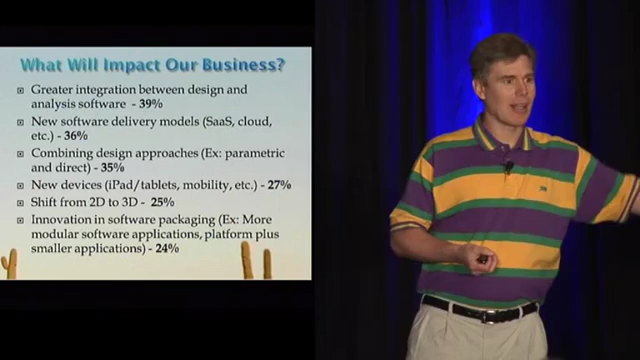 What Will Impact Our Business?
Greater integration between design and
analysis software - 39%
New software delivery models (SaaS, cloud,
etc.) - 36%
Combining design approaches (Ex: parametric
and direct) - 35%
New devices (iPad/tablets, mobility, etc.) - 27%
Shift from 2D to 3D - 25%
Innovation in software packaging (Ex: More
modular software applications, platform plus
smaller applications) - 24%